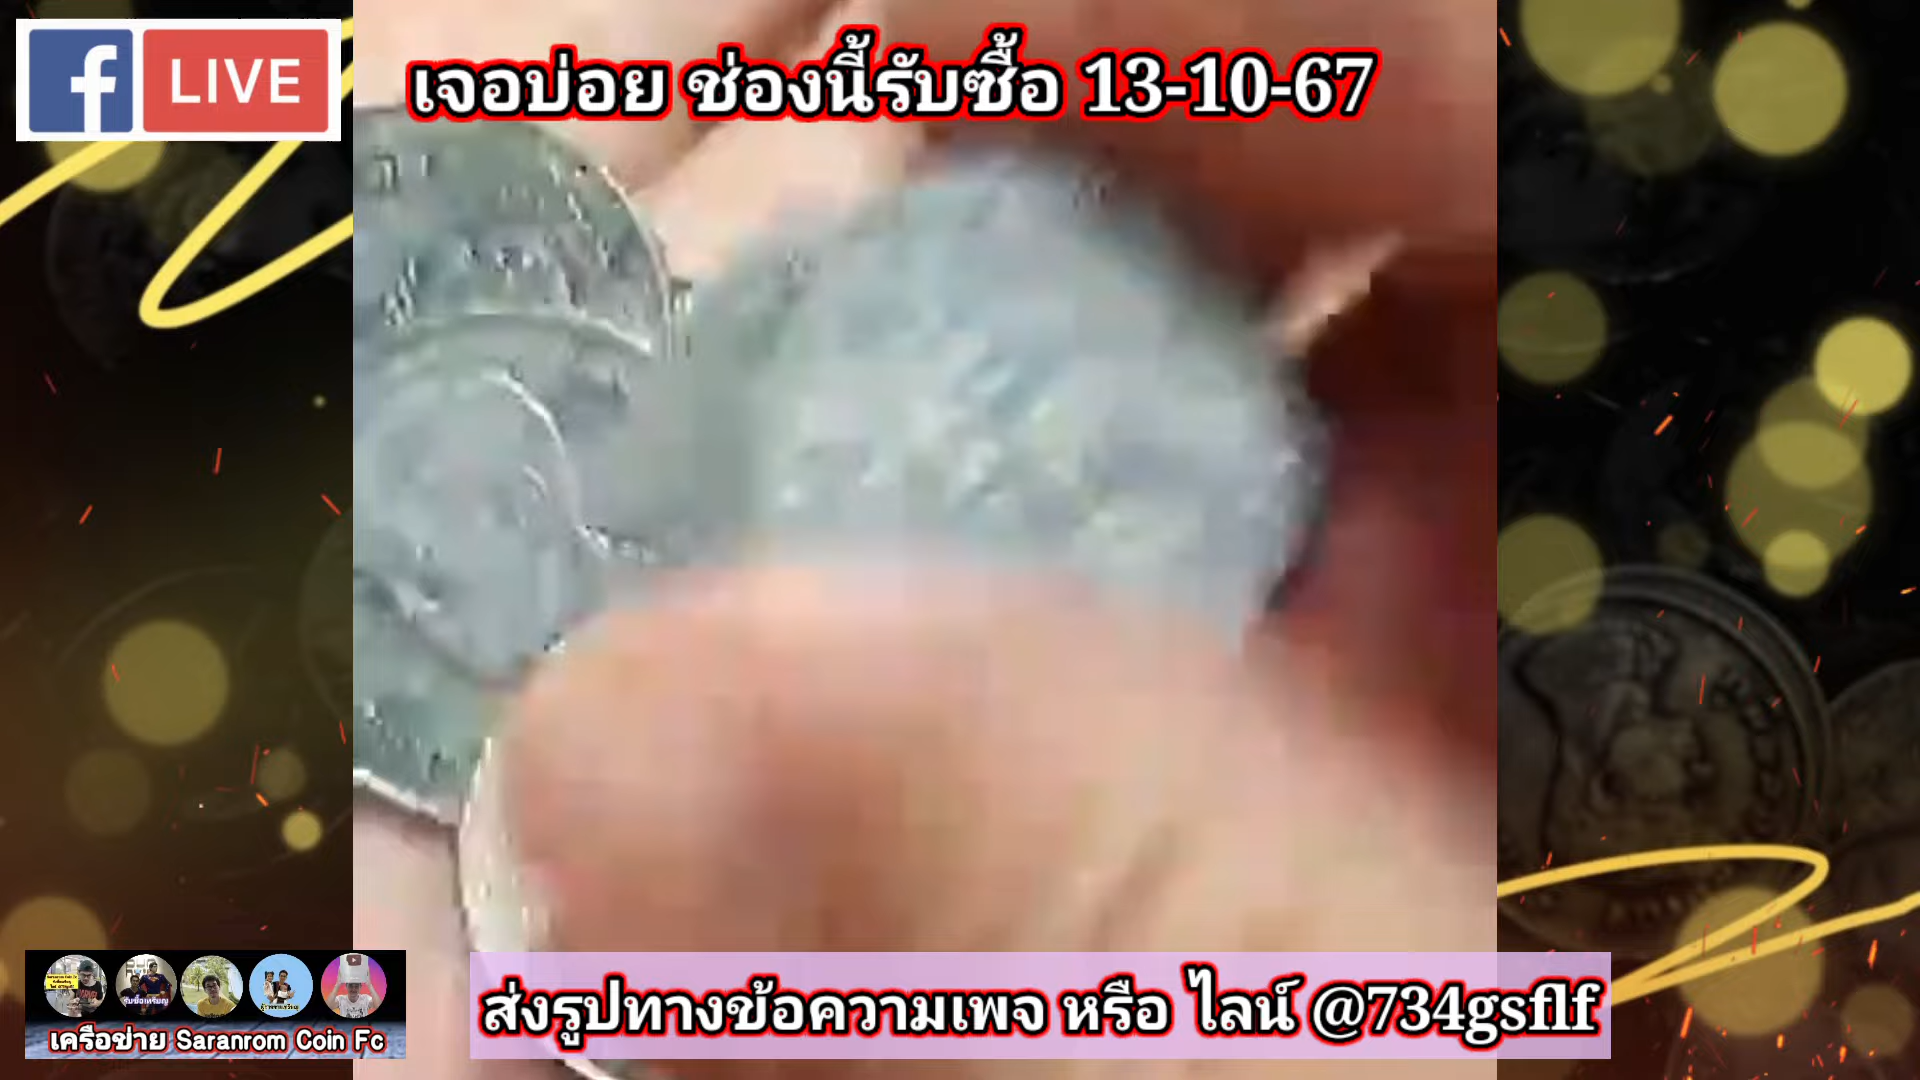 f LIVE
เจอบ่อย ช่องนี้รับซื้อ 13-10-67
ส่งรูปทางข้อความเพจ หรือ ไลน์ @734gsflf
เครือข่าย Saranrom Coin Fc